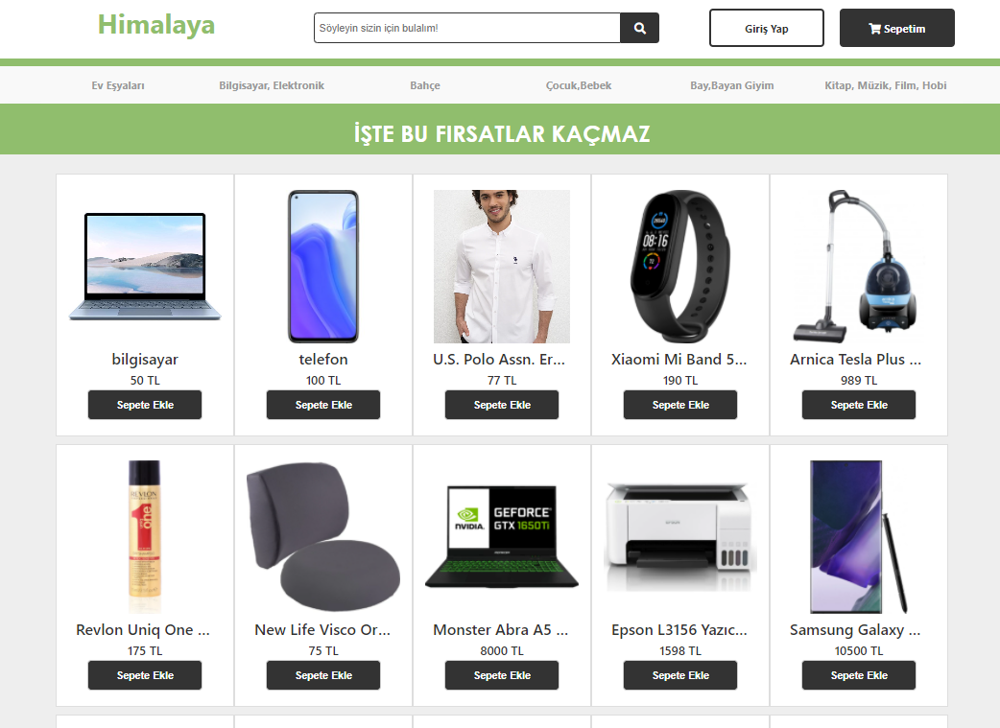 Himalaya
Söyleyin sizin için bulalım!
Giriş Yap
Sepetim
Ev Eşyaları
Bilgisayar, Elektronik
Bahçe
Çocuk,Bebek
Bay,Bayan Giyim
Kitap, Müzik, Film, Hobi
İŞTE BU FIRSATLAR KAÇMAZ
08:16
bilgisayar
telefon
U.S. Polo Assn. Er...
Xiaomi Mi Band 5...
Arnica Tesla Plus ...
50 TL
100 TL
77 TL
190 TL
989 TL
Sepete Ekle
Sepete Ekle
Sepete Ekle
Sepete Ekle
Sepete Ekle
REVLON
one
NVIDIA.
GEFORCE
GTX 1650Ti
EPSON
Revlon Uniq One ...
New Life Visco Or...
Monster Abra A5 ...
Epson L3156 Yazıc...
Samsung Galaxy ...
175 TL
75 TL
8000 TL
1598 TL
10500 TL
Sepete Ekle
Sepete Ekle
Sepete Ekle
Sepete Ekle
Sepete Ekle